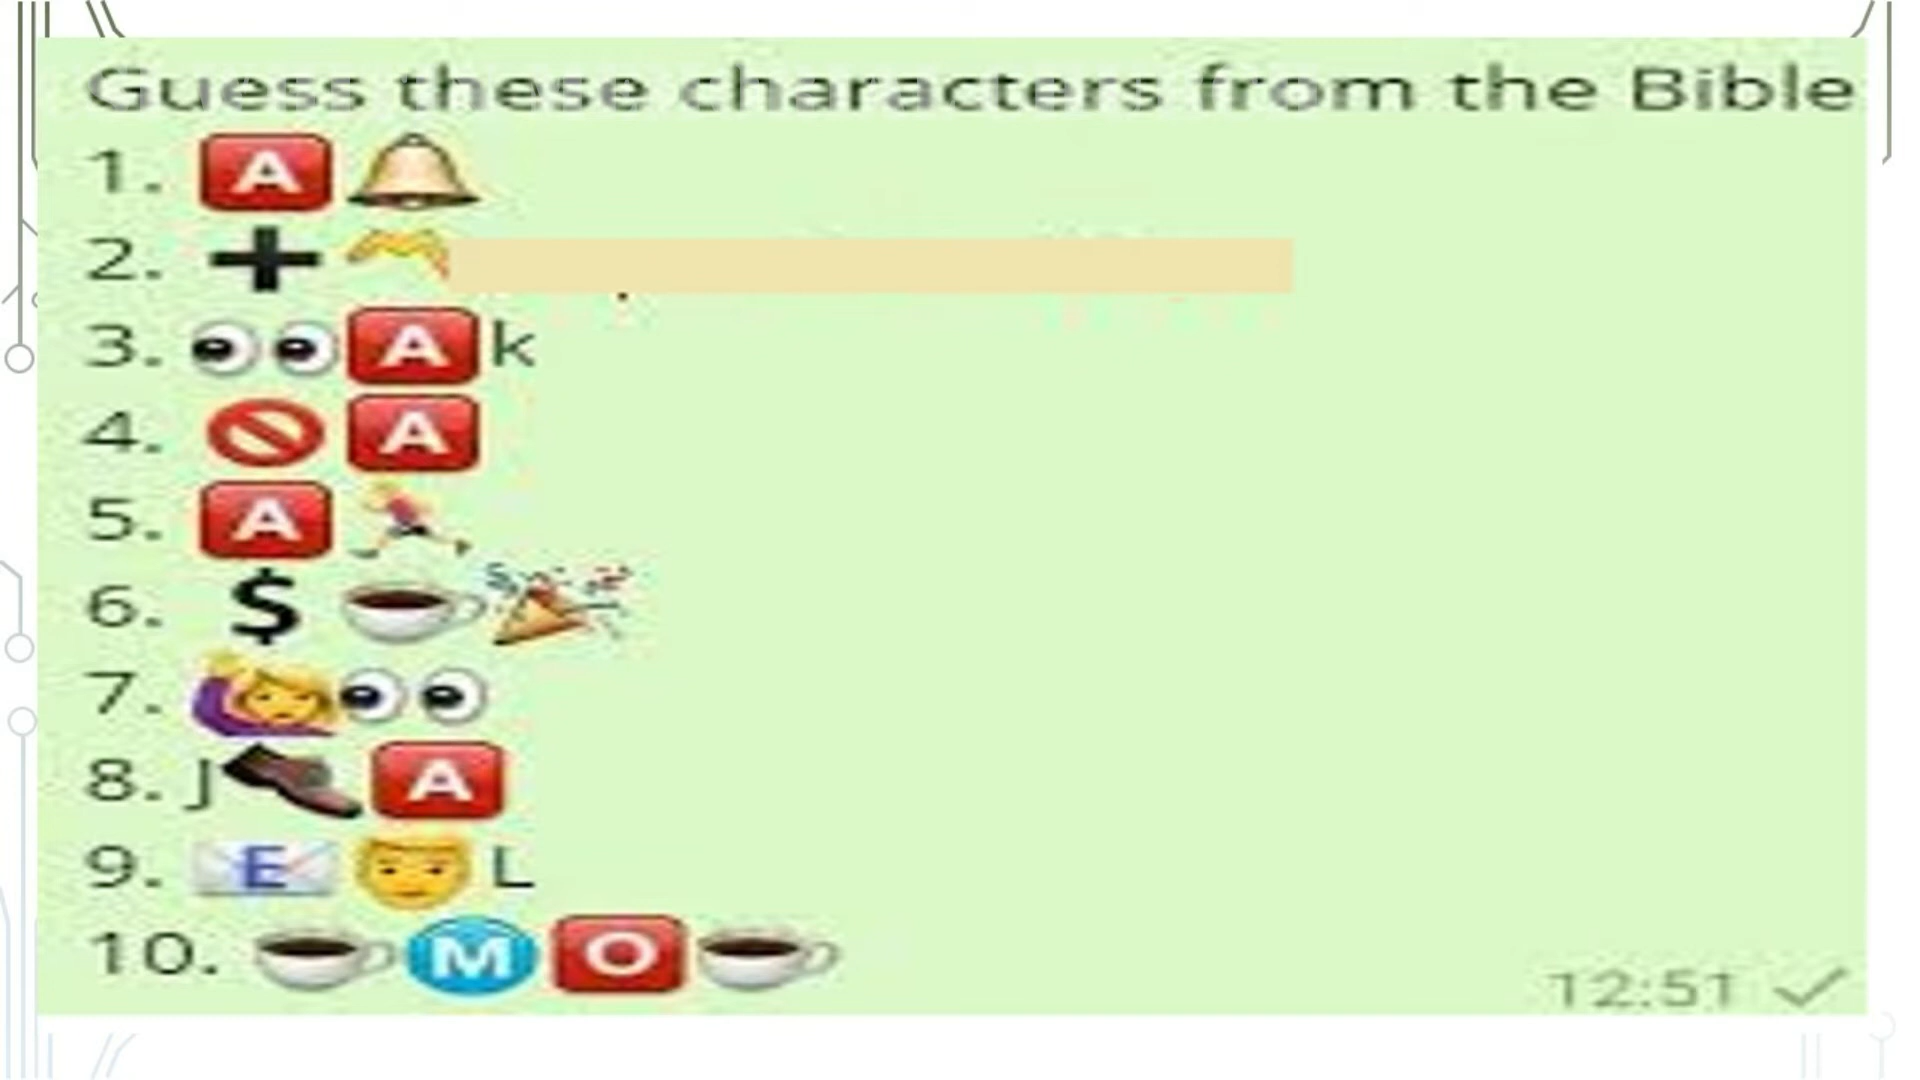 Guess these characters from the Bible
1. A
2.
3. A k
4. A
5. A
6. $
7.
8. J A
9. E L
10. M O
12:51